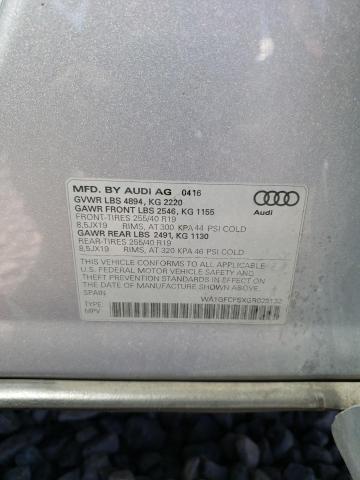 MFD. BY AUDI AG 0416
GVWR LBS 4894, KG 2220
GAWR FRONT LBS 2546, KG 1155
FRONT-TIRES 255/40 R19
8,5JX19 RIMS, AT 300 KPA 44 PSI COLD
GAWR REAR LBS 2491, KG 1130
REAR-TIRES 255/40 R19
8,5JX19 RIMS, AT 320 KPA 46 PSI COLD
THIS VEHICLE CONFORMS TO ALL APPLICABLE
U.S. FEDERAL MOTOR VEHICLE SAFETY AND
THEFT PREVENTION STANDARDS IN EFFECT ON
THE DATE OF MANUFACTURE SHOWN ABOVE
SPAIN
Audi
WA1GFCFSXGR025132
TYPE:
MPV